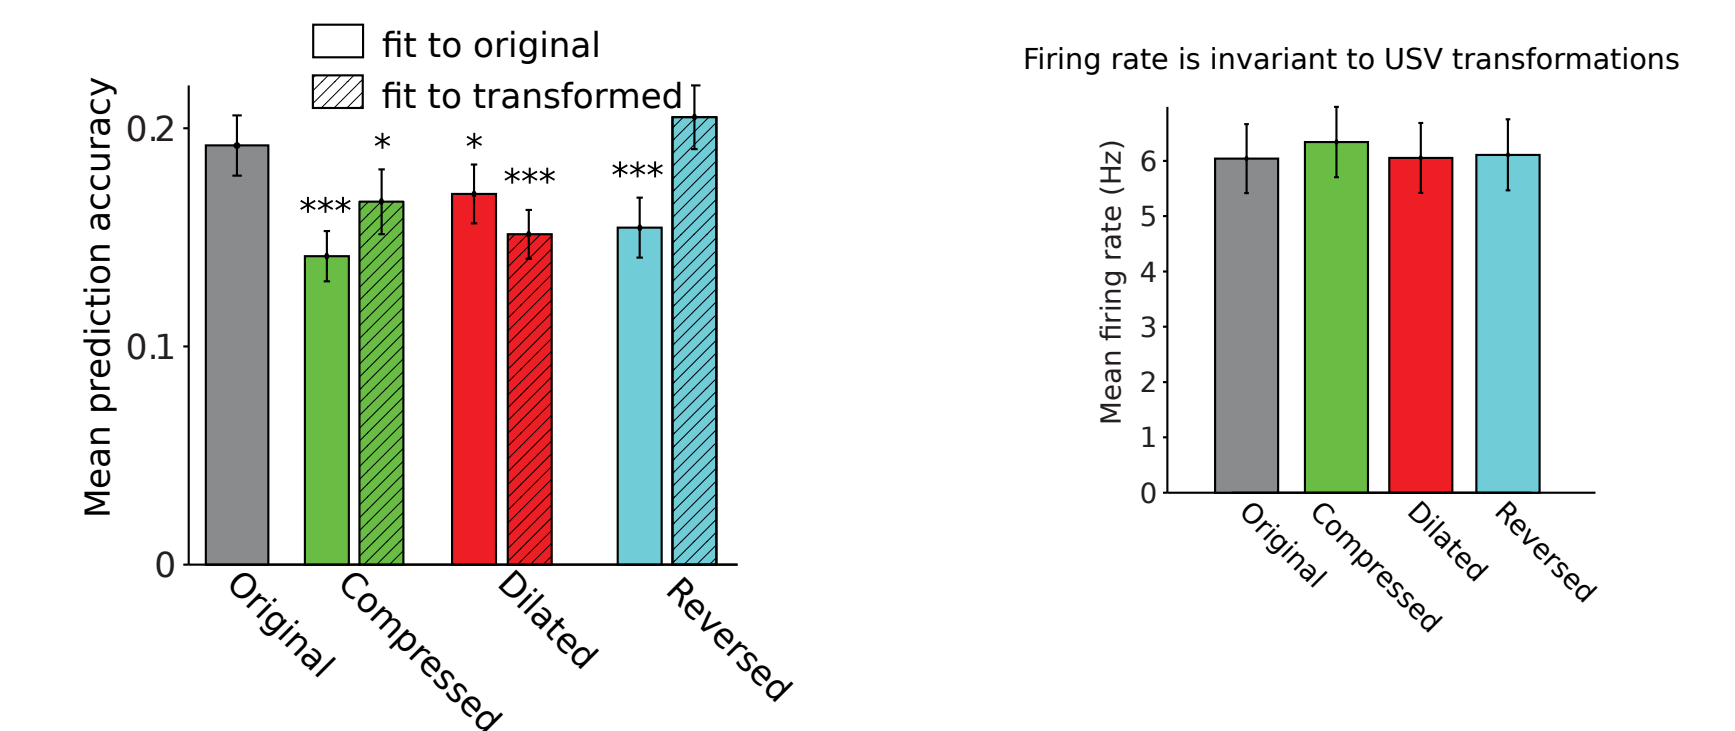 fit to original
fit to transformed
Mean prediction accuracy
0.2
0.1
0
*** * * *** ***
Original
Compressed
Dilated
Reversed
Firing rate is invariant to USV transformations
Mean firing rate (Hz)
6
5
4
3
2
1
0
Original
Compressed
Dilated
Reversed